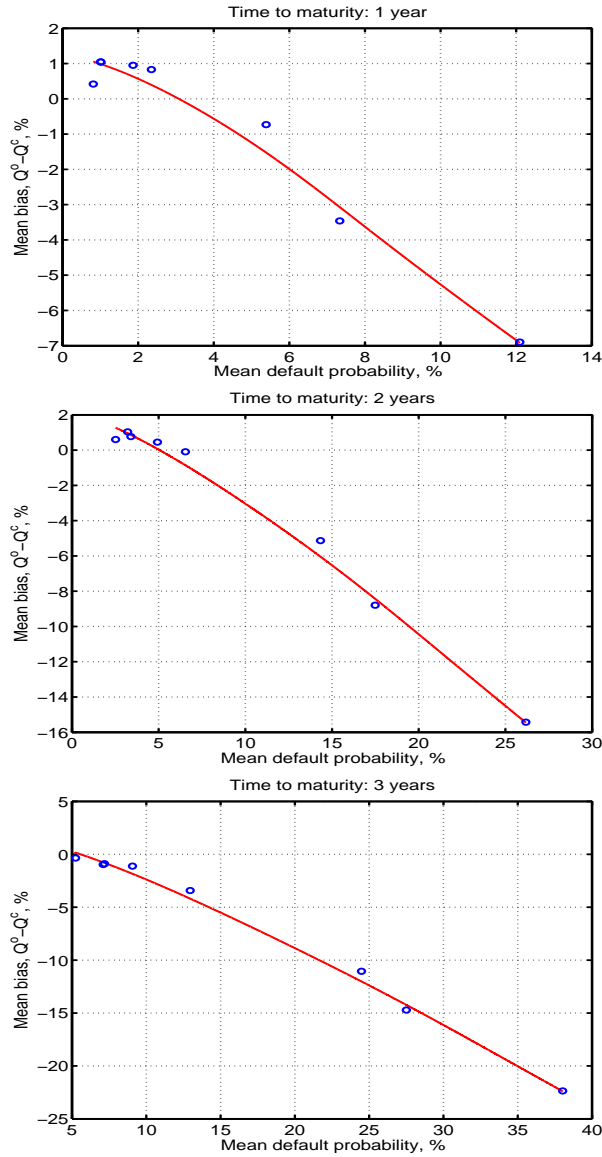 Time to maturity: 1 year
Mean bias, Q^o−Q^c, %
2
1
0
−1
−2
−3
−4
−5
−6
−7
0 2 4 6 8 10 12 14
Mean default probability, %
Time to maturity: 2 years
Mean bias, Q^o−Q^c, %
2
0
−2
−4
−6
−8
−10
−12
−14
−16
0 5 10 15 20 25 30
Mean default probability, %
Time to maturity: 3 years
Mean bias, Q^o−Q^c, %
5
0
−5
−10
−15
−20
−25
5 10 15 20 25 30 35 40
Mean default probability, %